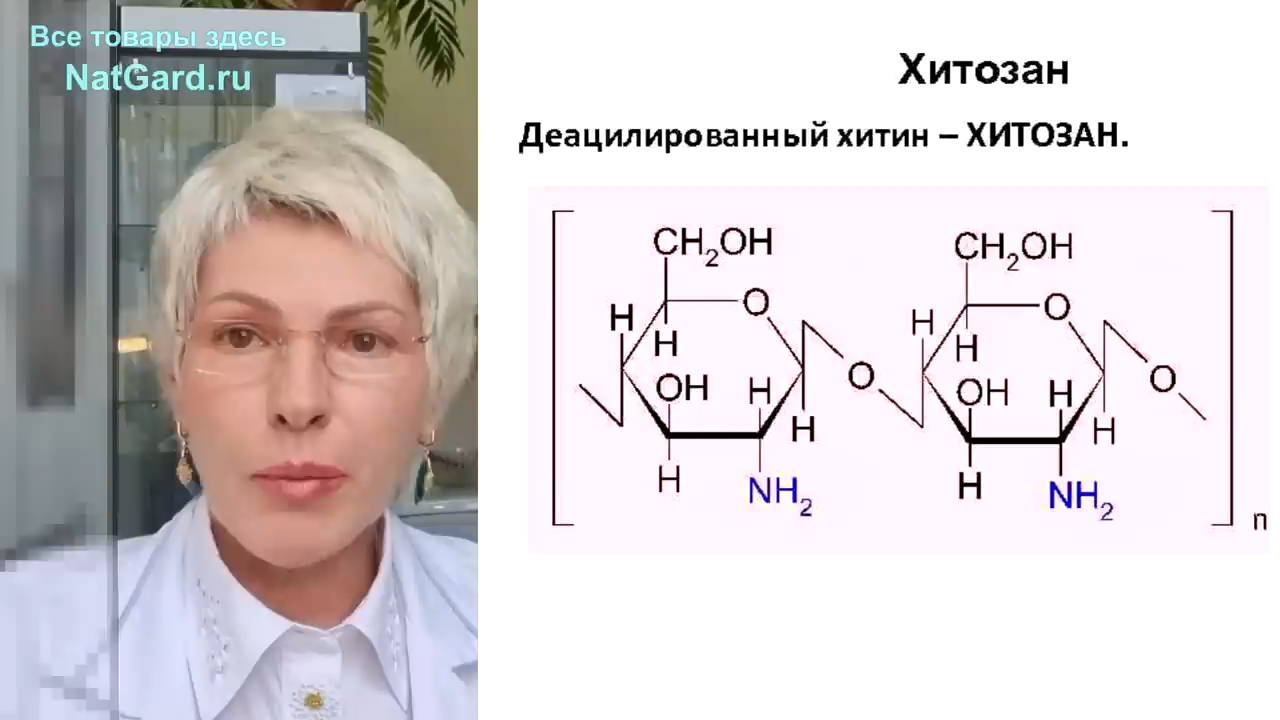 Все товары здесь
NatGard.ru
Хитозан
Деацилированный хитин – ХИТОЗАН.
CH2OH CH2OH
H O H O
H H
OH H O OH H O
H H
H NH2 H NH2
n